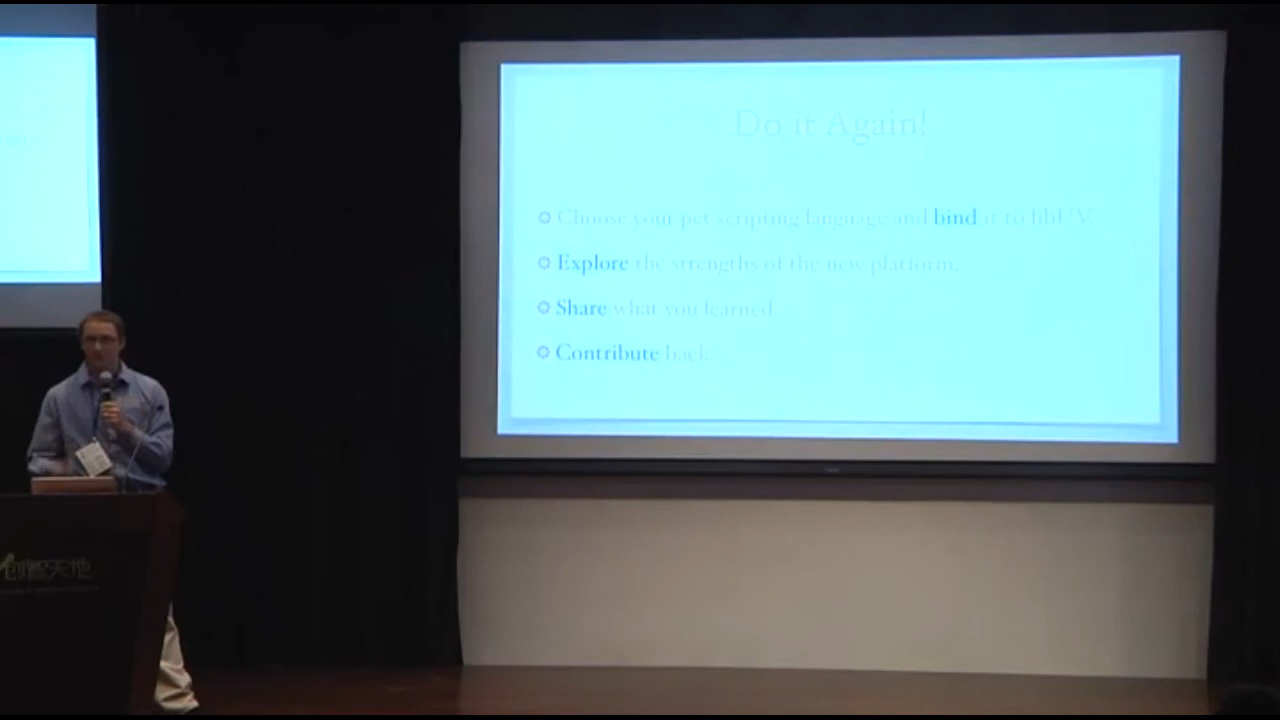 Do it Again!
Choose your pet scripting language and bind it to libUV.
Explore the strengths of the new platform.
Share what you learned.
Contribute back.
创智天地